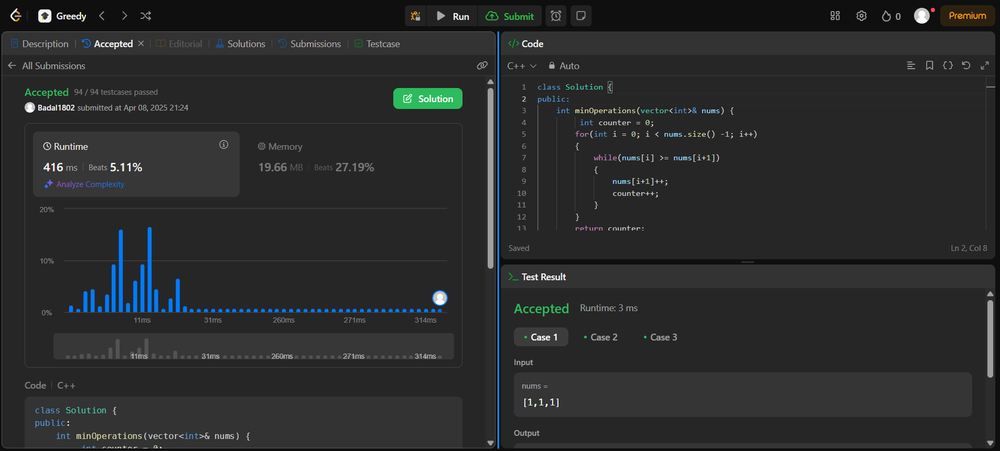 Greedy
Run
Submit
0
Premium
Description
Accepted
Editorial
Solutions
Submissions
Testcase
All Submissions
Accepted 94 / 94 testcases passed
Badal1802 submitted at Apr 08, 2025 21:24
Solution
Runtime
416 ms Beats 5.11%
Analyze Complexity
Memory
19.66 MB Beats 27.19%
20%
10%
0%
11ms 31ms 260ms 271ms 314ms
11ms 31ms 260ms 271ms 314ms
Code C++
class Solution {
public:
int minOperations(vector<int>& nums) {
int counter = 0;
Code
C++ Auto
1 class Solution {
2 public:
3 int minOperations(vector<int>& nums) {
4 int counter = 0;
5 for(int i = 0; i < nums.size() -1; i++)
6 {
7 while(nums[i] >= nums[i+1])
8 {
9 nums[i+1]++;
10 counter++;
11 }
12 }
13 return counter;
Saved
Ln 2, Col 8
Test Result
Accepted Runtime: 3 ms
Case 1 Case 2 Case 3
Input
nums =
[1,1,1]
Output